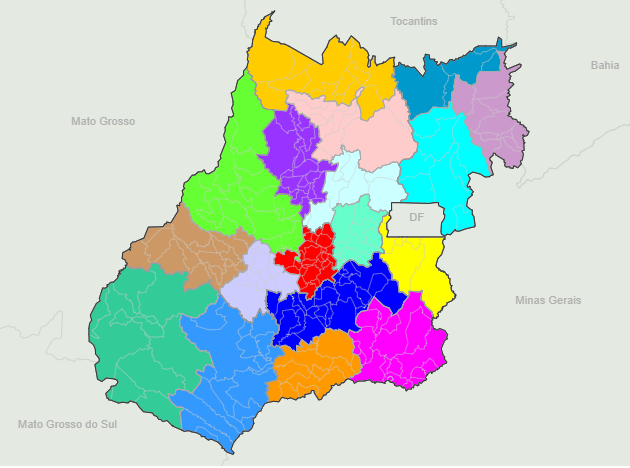 Tocantins
Bahia
Mato Grosso
DF
Minas Gerais
Mato Grosso do Sul